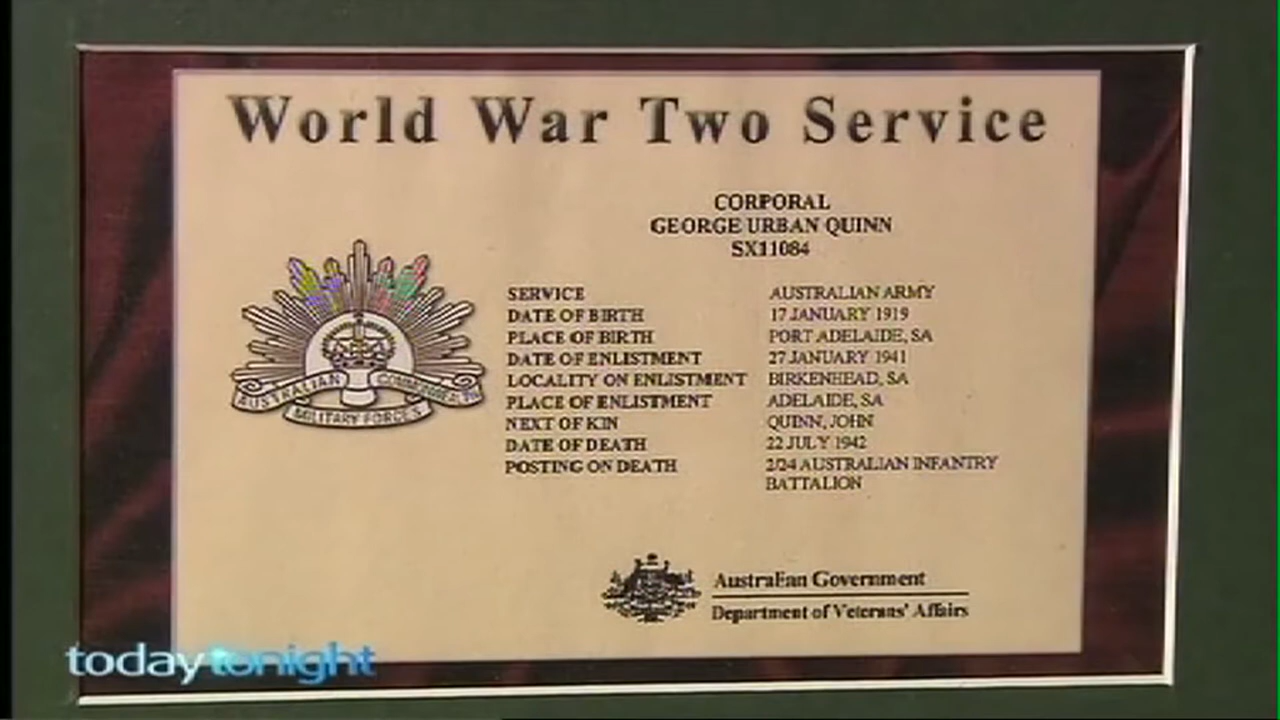 World War Two Service
CORPORAL
GEORGE URBAN QUINN
SX11084
SERVICE AUSTRALIAN ARMY
DATE OF BIRTH 17 JANUARY 1919
PLACE OF BIRTH PORT ADELAIDE, SA
DATE OF ENLISTMENT 27 JANUARY 1941
LOCALITY ON ENLISTMENT BIRKENHEAD, SA
PLACE OF ENLISTMENT ADELAIDE, SA
NEXT OF KIN QUINN, JOHN
DATE OF DEATH 22 JULY 1942
POSTING ON DEATH 2/24 AUSTRALIAN INFANTRY
BATTALION
AUSTRALIAN COMMONWEALTH
MILITARY FORCES
Australian Government
Department of Veterans' Affairs
today tonight